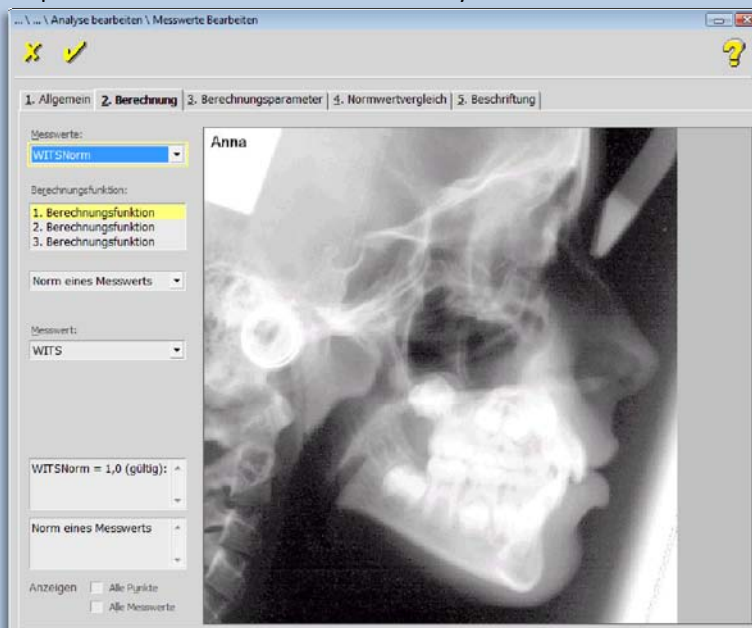 ... \ ... \ Analyse bearbeiten \ Messwerte Bearbeiten
1. Allgemein 2. Berechnung 3. Berechnungsparameter 4. Normwertvergleich 5. Beschriftung
Messwerte:
WITSNorm
Berechnungsfunktion:
1. Berechnungsfunktion
2. Berechnungsfunktion
3. Berechnungsfunktion
Norm eines Messwerts
Messwert:
WITS
WITSNorm = 1,0 (gültig):
Norm eines Messwerts
Anzeigen Alle Punkte
Alle Messwerte
Anna